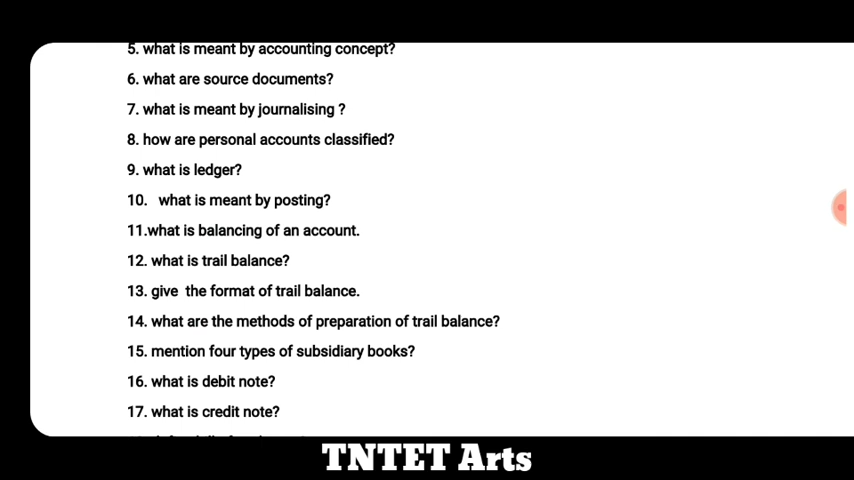 5. what is meant by accounting concept?
6. what are source documents?
7. what is meant by journalising ?
8. how are personal accounts classified?
9. what is ledger?
10. what is meant by posting?
11.what is balancing of an account.
12. what is trail balance?
13. give the format of trail balance.
14. what are the methods of preparation of trail balance?
15. mention four types of subsidiary books?
16. what is debit note?
17. what is credit note?
TNTET Arts